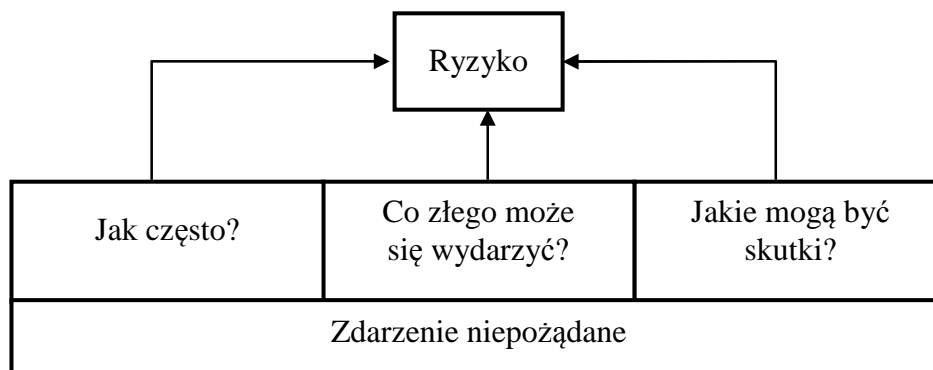 Ryzyko
Jak często?
Co złego może
się wydarzyć?
Jakie mogą być
skutki?
Zdarzenie niepożądane